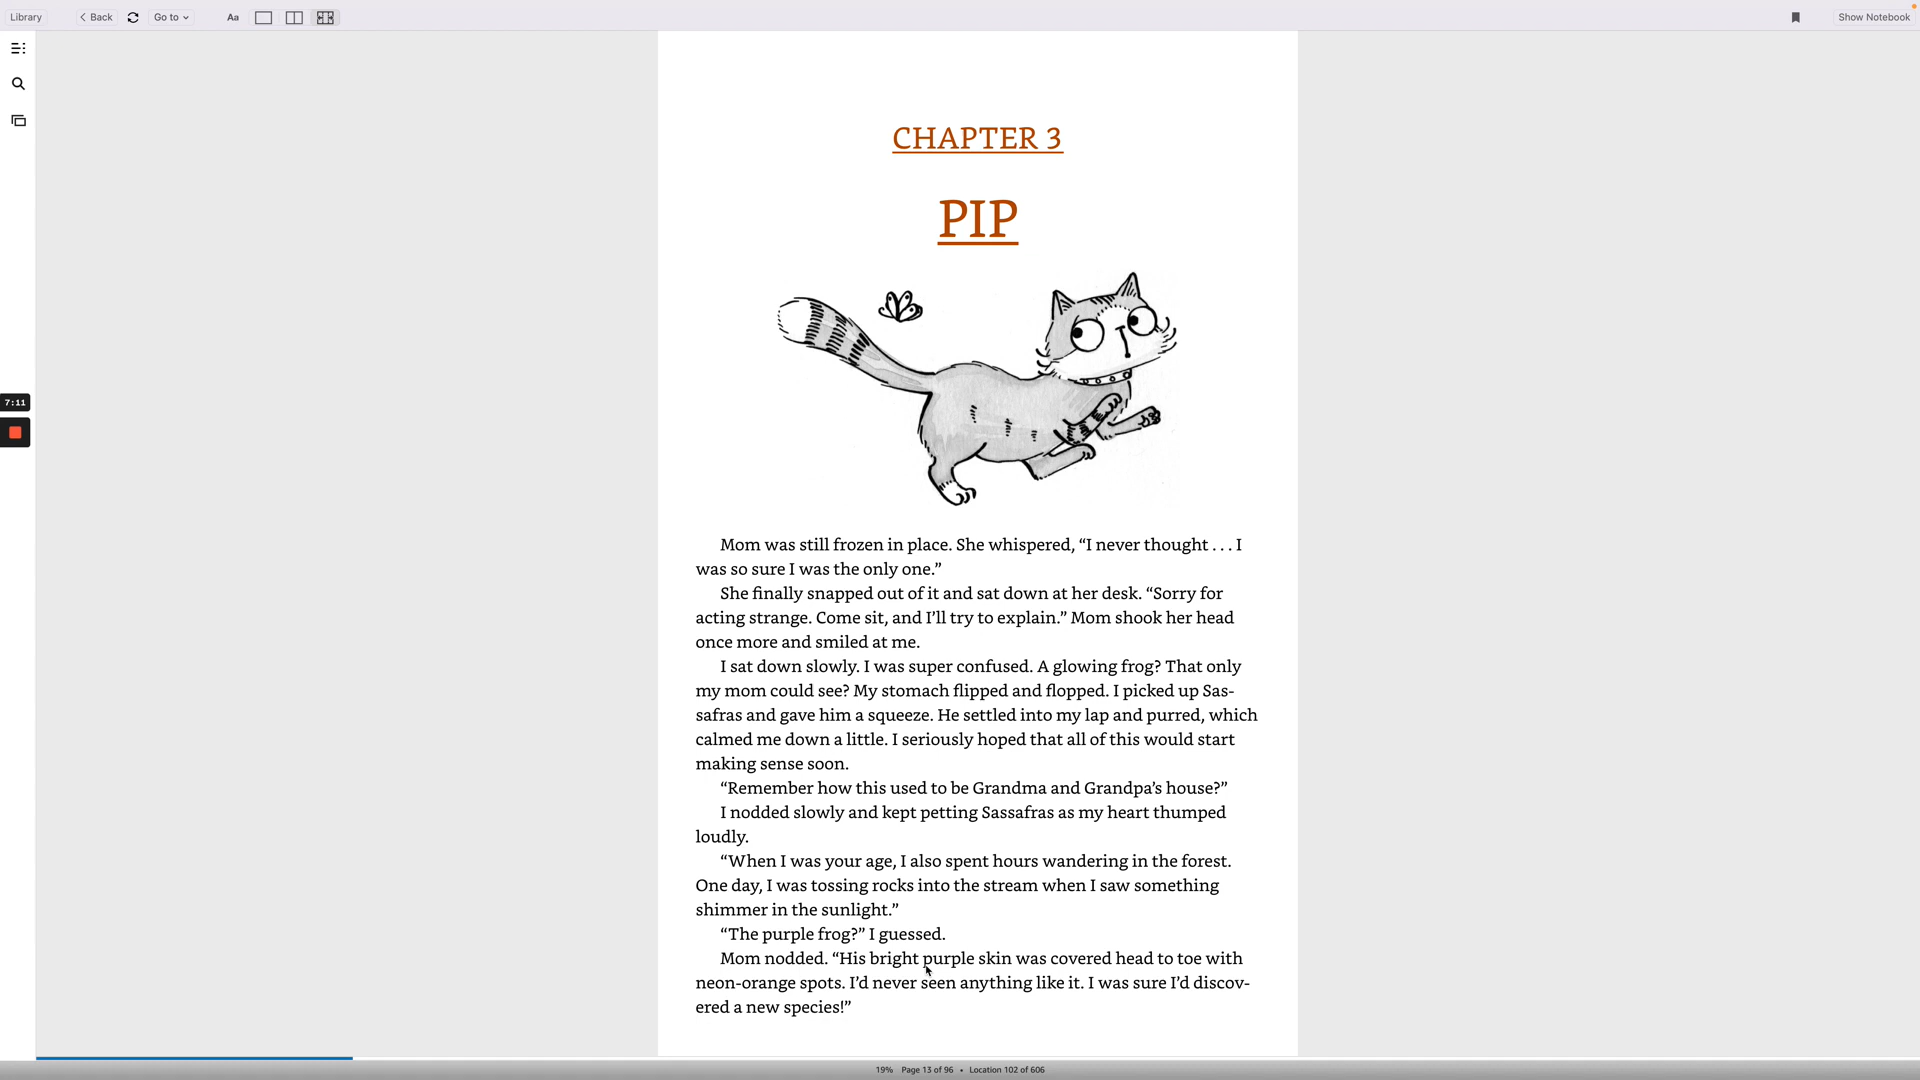 Library
Back
Go to
Aa
Show Notebook
7:11
CHAPTER 3
PIP
Mom was still frozen in place. She whispered, “I never thought . . . I
was so sure I was the only one.”
She finally snapped out of it and sat down at her desk. “Sorry for
acting strange. Come sit, and I’ll try to explain.” Mom shook her head
once more and smiled at me.
I sat down slowly. I was super confused. A glowing frog? That only
my mom could see? My stomach flipped and flopped. I picked up Sas-
safras and gave him a squeeze. He settled into my lap and purred, which
calmed me down a little. I seriously hoped that all of this would start
making sense soon.
“Remember how this used to be Grandma and Grandpa’s house?”
I nodded slowly and kept petting Sassafras as my heart thumped
loudly.
“When I was your age, I also spent hours wandering in the forest.
One day, I was tossing rocks into the stream when I saw something
shimmer in the sunlight.”
“The purple frog?” I guessed.
Mom nodded. “His bright purple skin was covered head to toe with
neon-orange spots. I’d never seen anything like it. I was sure I’d discov-
ered a new species!”
19% Page 13 of 96 • Location 102 of 606